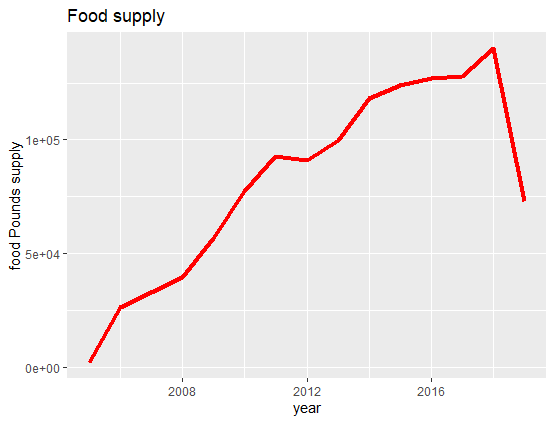 Food supply
food Pounds supply
1e+05
5e+04
0e+00
2008
2012
2016
year